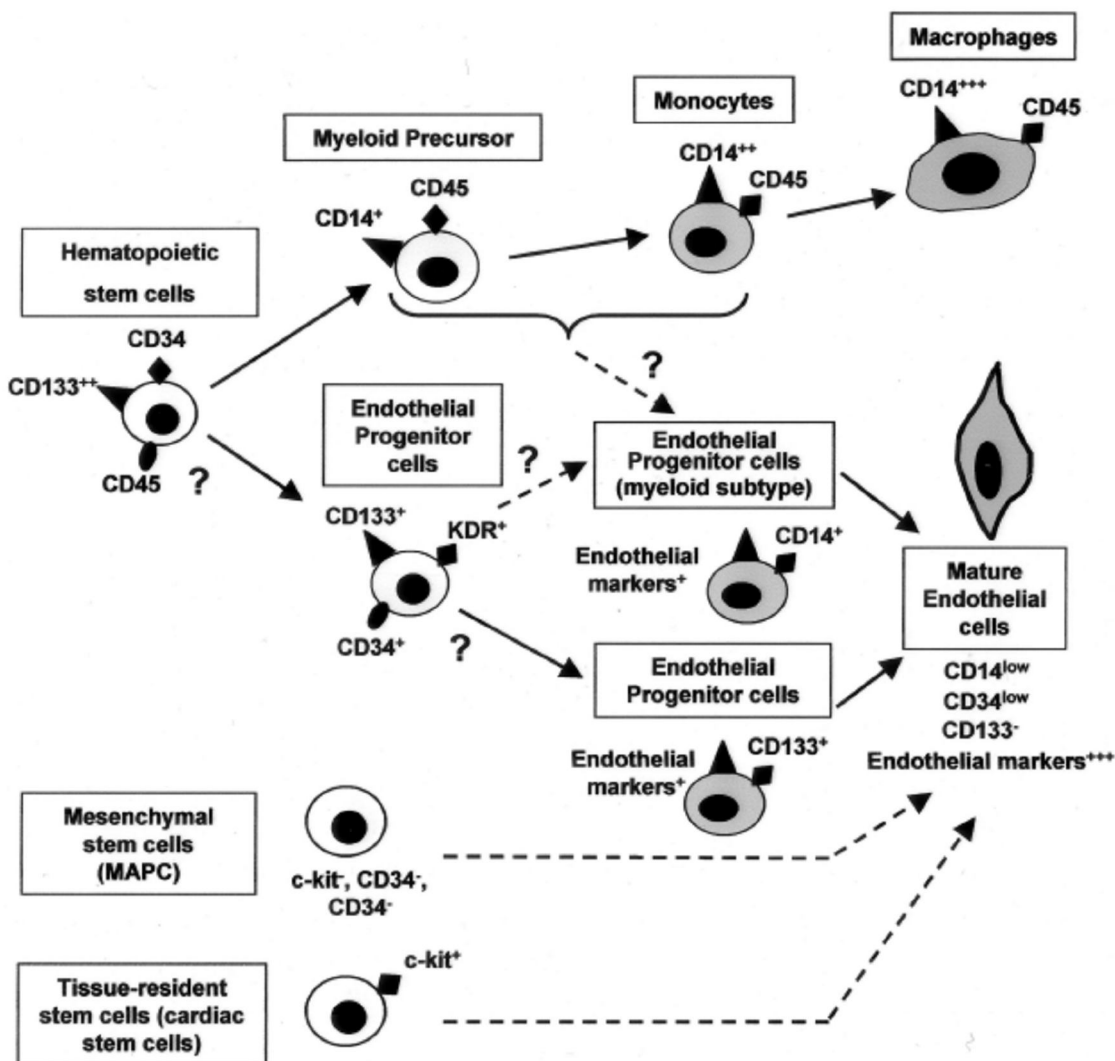 Macrophages
CD14+++
CD45
Monocytes
CD14++
CD45
Myeloid Precursor
CD45
CD14+
Hematopoietic
stem cells
CD34
CD133++
CD45
?
?
Endothelial
Progenitor
cells
?
CD133+
KDR+
CD34+
?
Endothelial
Progenitor cells
(myeloid subtype)
CD14+
Endothelial
markers+
Endothelial
Progenitor cells
CD133+
Endothelial
markers+
Mature
Endothelial
cells
CD14low
CD34low
CD133-
Endothelial markers+++
Mesenchymal
stem cells
(MAPC)
c-kit-, CD34-,
CD34-
Tissue-resident
stem cells (cardiac
stem cells)
c-kit+